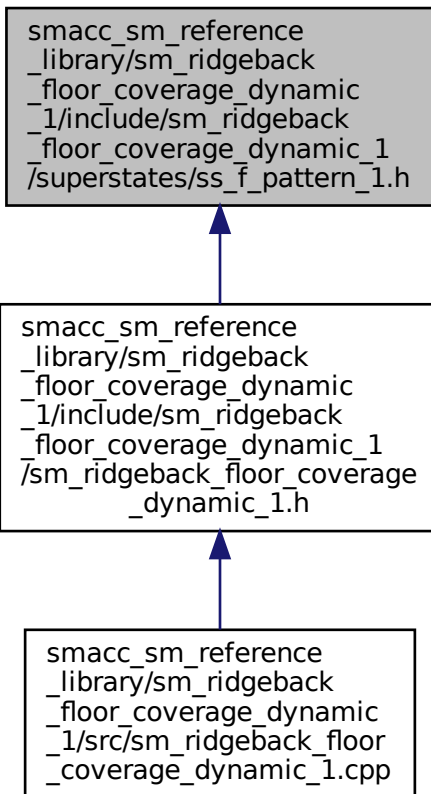 smacc_sm_reference
_library/sm_ridgeback
_floor_coverage_dynamic
_1/include/sm_ridgeback
_floor_coverage_dynamic_1
/superstates/ss_f_pattern_1.h
smacc_sm_reference
_library/sm_ridgeback
_floor_coverage_dynamic
_1/include/sm_ridgeback
_floor_coverage_dynamic_1
/sm_ridgeback_floor_coverage
_dynamic_1.h
smacc_sm_reference
_library/sm_ridgeback
_floor_coverage_dynamic
_1/src/sm_ridgeback_floor
_coverage_dynamic_1.cpp